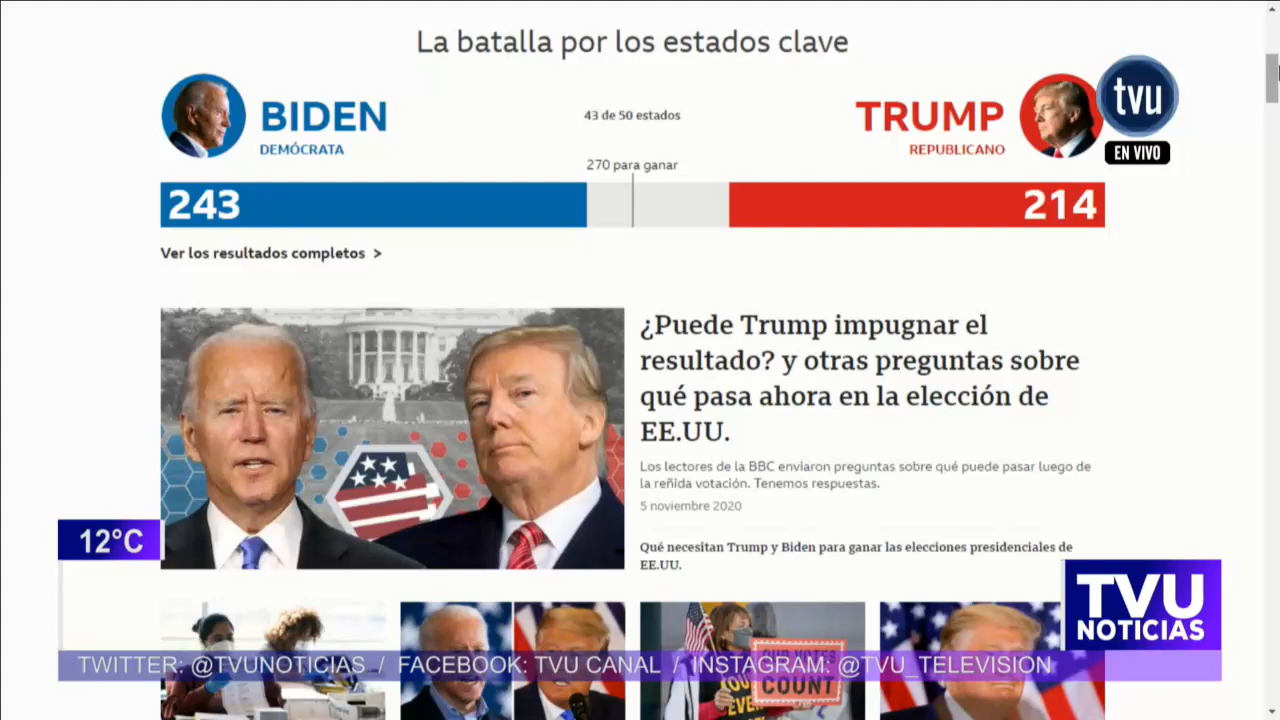 La batalla por los estados clave
BIDEN
DEMÓCRATA
43 de 50 estados
270 para ganar
TRUMP
REPUBLICANO
tvu
EN VIVO
243
214
Ver los resultados completos >
¿Puede Trump impugnar el
resultado? y otras preguntas sobre
qué pasa ahora en la elección de
EE.UU.
Los lectores de la BBC enviaron preguntas sobre qué puede pasar luego de
la reñida votación. Tenemos respuestas.
5 noviembre 2020
Qué necesitan Trump y Biden para ganar las elecciones presidenciales de
EE.UU.
12°C
TVU
NOTICIAS
TWITTER: @TVUNOTICIAS / FACEBOOK: TVU CANAL / INSTAGRAM: @TVU_TELEVISION
COUNT